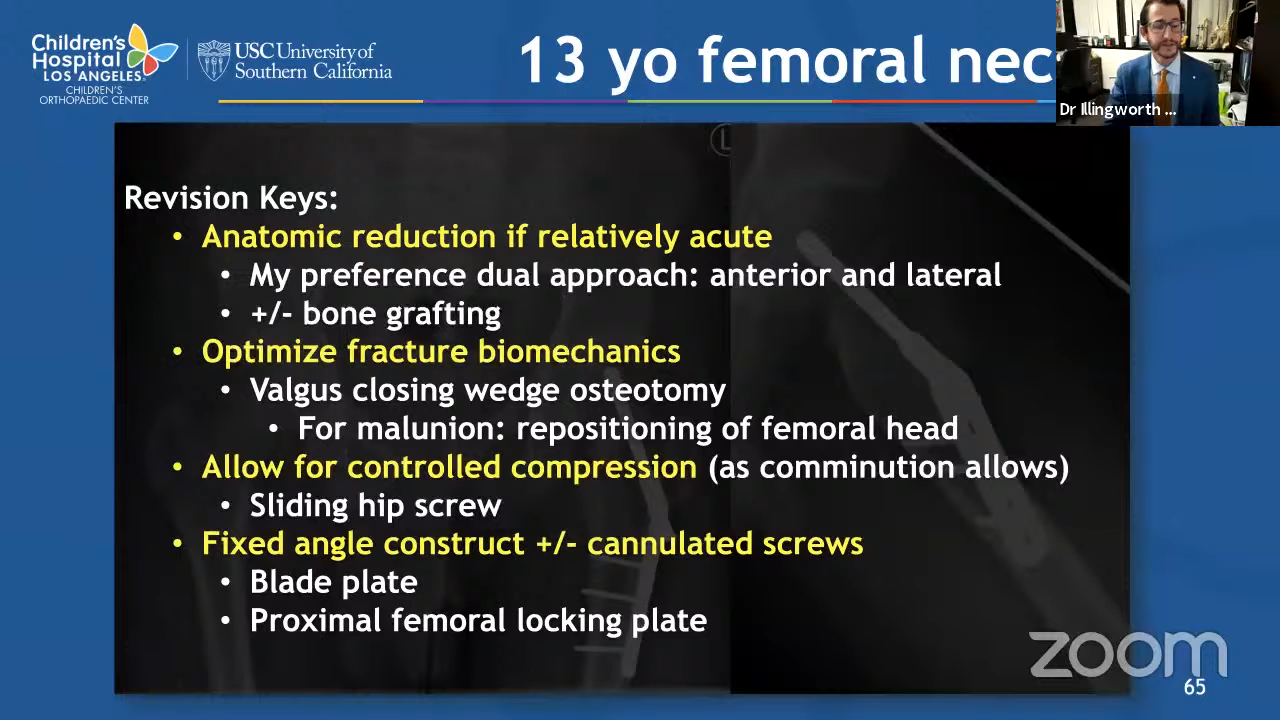 Children's
Hospital
LOS ANGELES
CHILDREN'S
ORTHOPAEDIC CENTER
USC University of
Southern California
13 yo femoral nec
Dr Illingworth ...
L
Revision Keys:
• Anatomic reduction if relatively acute
• My preference dual approach: anterior and lateral
• +/- bone grafting
• Optimize fracture biomechanics
• Valgus closing wedge osteotomy
• For malunion: repositioning of femoral head
• Allow for controlled compression (as comminution allows)
• Sliding hip screw
• Fixed angle construct +/- cannulated screws
• Blade plate
• Proximal femoral locking plate
zoom
65